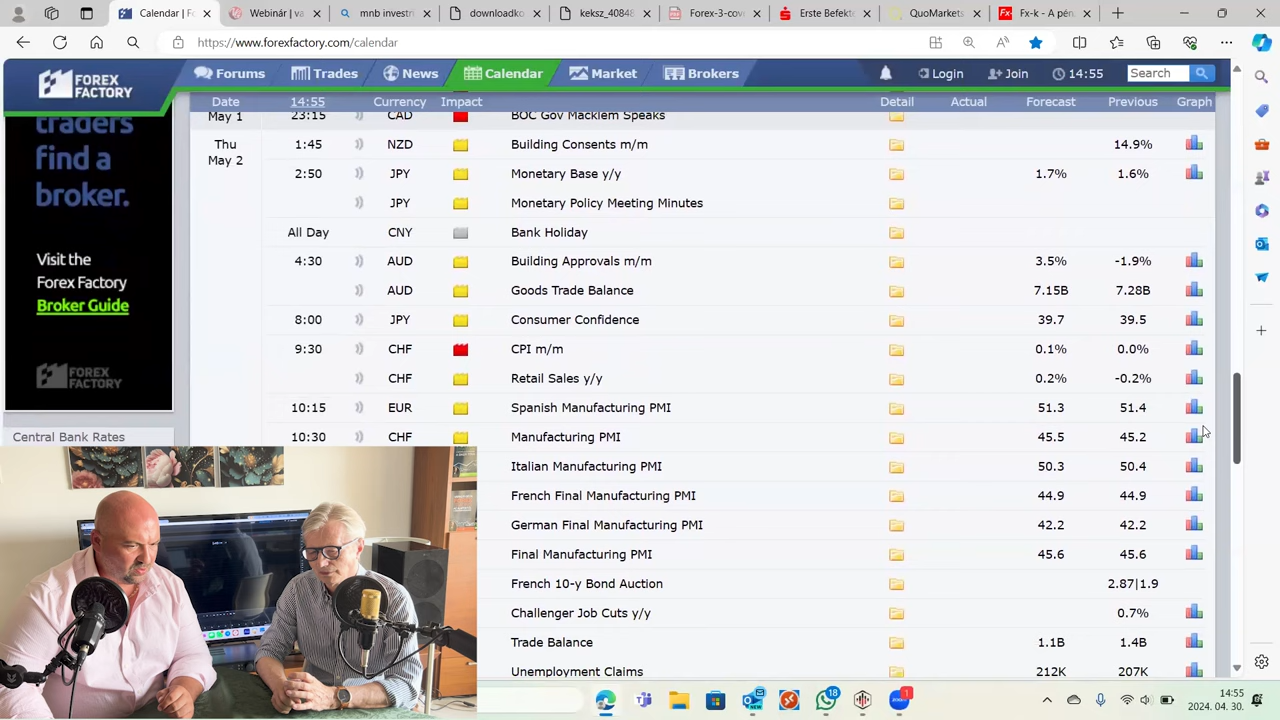 Calendar | Fo
Webinár | va
mnb investm
downloadko
keksz_40848
Forex-3-cove
Erste Befekte
QuoMarkets
Fx-k - A pén
https://www.forexfactory.com/calendar
FOREX FACTORY
Forums
Trades
News
Calendar
Market
Brokers
Login
Join
14:55
Search
Date 14:55 Currency Impact Detail Actual Forecast Previous Graph
May 1 23:15 CAD BOC Gov Macklem Speaks
Thu May 2 1:45 NZD Building Consents m/m 14.9%
2:50 JPY Monetary Base y/y 1.7% 1.6%
JPY Monetary Policy Meeting Minutes
All Day CNY Bank Holiday
4:30 AUD Building Approvals m/m 3.5% -1.9%
AUD Goods Trade Balance 7.15B 7.28B
8:00 JPY Consumer Confidence 39.7 39.5
9:30 CHF CPI m/m 0.1% 0.0%
CHF Retail Sales y/y 0.2% -0.2%
10:15 EUR Spanish Manufacturing PMI 51.3 51.4
10:30 CHF Manufacturing PMI 45.5 45.2
Italian Manufacturing PMI 50.3 50.4
French Final Manufacturing PMI 44.9 44.9
German Final Manufacturing PMI 42.2 42.2
Final Manufacturing PMI 45.6 45.6
French 10-y Bond Auction 2.87|1.9
Challenger Job Cuts y/y 0.7%
Trade Balance 1.1B 1.4B
Unemployment Claims 212K 207K
traders
find a
broker.
Visit the
Forex Factory
Broker Guide
FOREX
FACTORY
Central Bank Rates
18
1
14:55
2024. 04. 30.